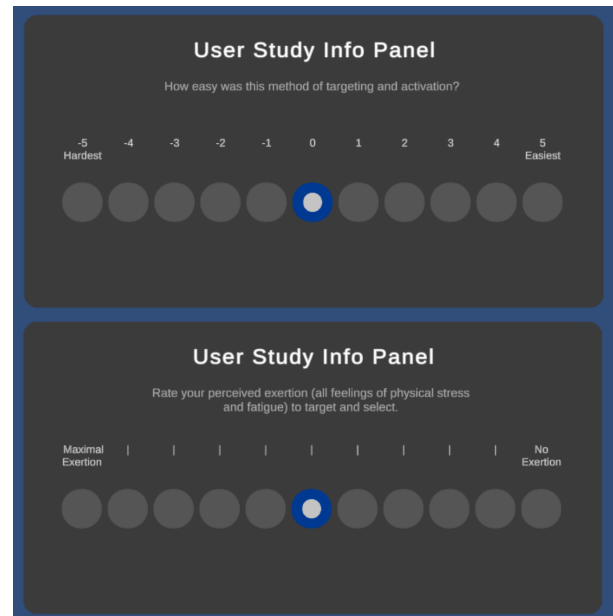 User Study Info Panel
How easy was this method of targeting and activation?
-5 -4 -3 -2 -1 0 1 2 3 4 5
Hardest Easiest
User Study Info Panel
Rate your perceived exertion (all feelings of physical stress
and fatigue) to target and select.
Maximal | | | | | | | | | No
Exertion Exertion